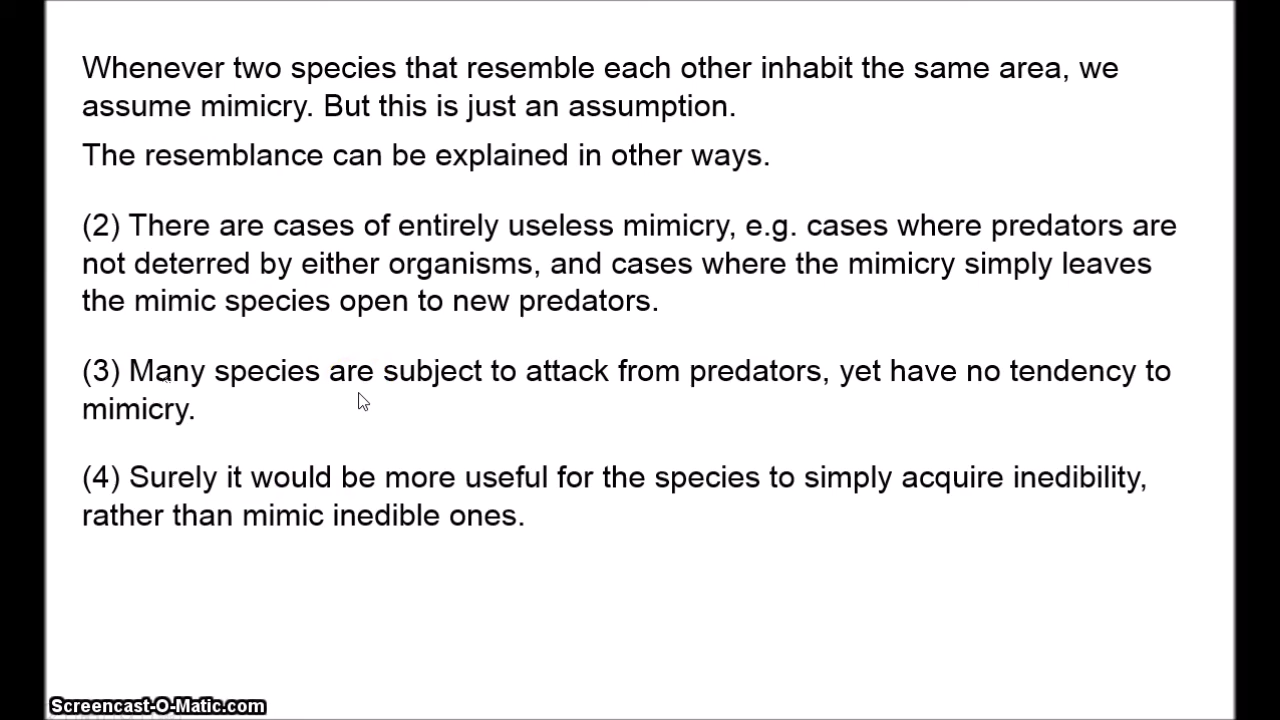 Whenever two species that resemble each other inhabit the same area, we
assume mimicry. But this is just an assumption.
The resemblance can be explained in other ways.
(2) There are cases of entirely useless mimicry, e.g. cases where predators are
not deterred by either organisms, and cases where the mimicry simply leaves
the mimic species open to new predators.
(3) Many species are subject to attack from predators, yet have no tendency to
mimicry.
(4) Surely it would be more useful for the species to simply acquire inedibility,
rather than mimic inedible ones.
Screencast-O-Matic.com